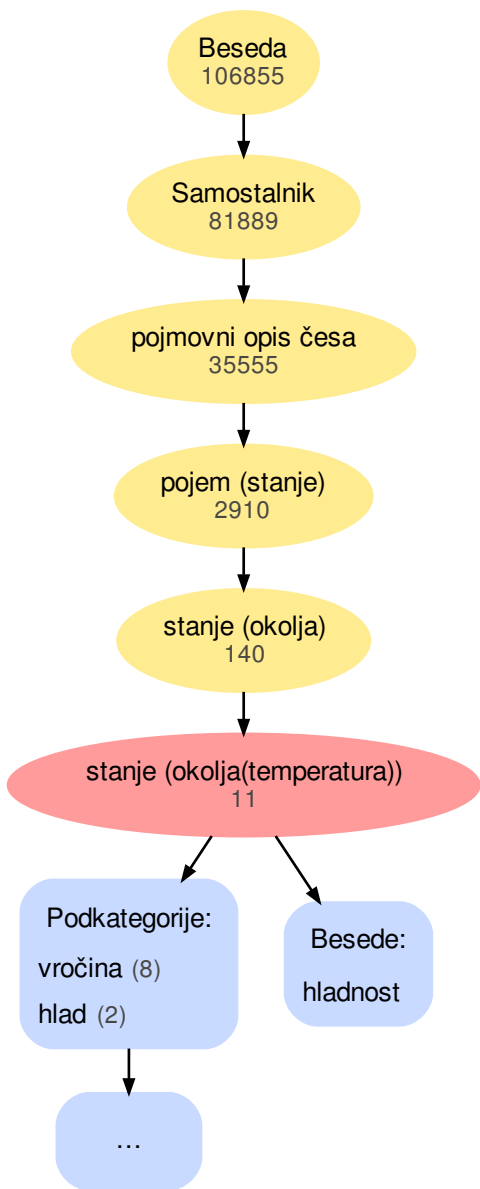 Beseda
106855
Samostalnik
81889
pojmovni opis česa
35555
pojem (stanje)
2910
stanje (okolja)
140
stanje (okolja(temperatura))
11
Podkategorije:
vročina (8)
hlad (2)
Besede:
hladnost
...